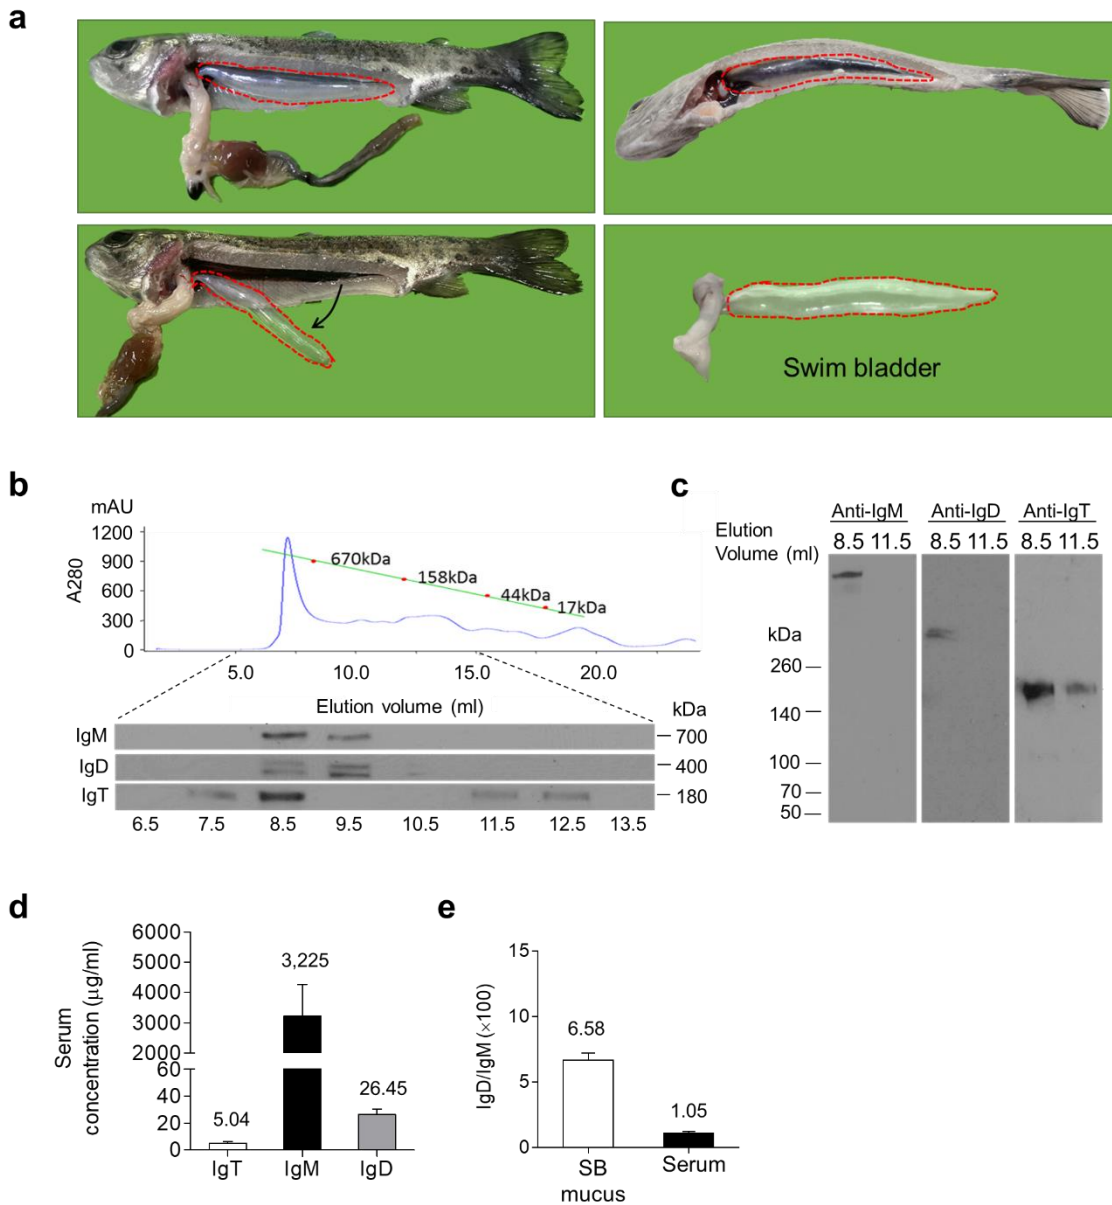 a
Swim bladder
b
mAU
1200
900
600
300
0
A280
670kDa
158kDa
44kDa
17kDa
5.0 10.0 15.0 20.0
Elution volume (ml)
kDa
IgM 700
IgD 400
IgT 180
6.5 7.5 8.5 9.5 10.5 11.5 12.5 13.5
c
Anti-IgM Anti-IgD Anti-IgT
Elution
Volume (ml)
8.5 11.5 8.5 11.5 8.5 11.5
kDa
260
140
100
70
50
d
Serum
concentration (μg/ml)
6000
5000
4000
3000
2000
60
40
20
0
5.04
3,225
26.45
IgT IgM IgD
e
IgD/IgM (×100)
15
10
5
0
6.58
1.05
SB
mucus
Serum